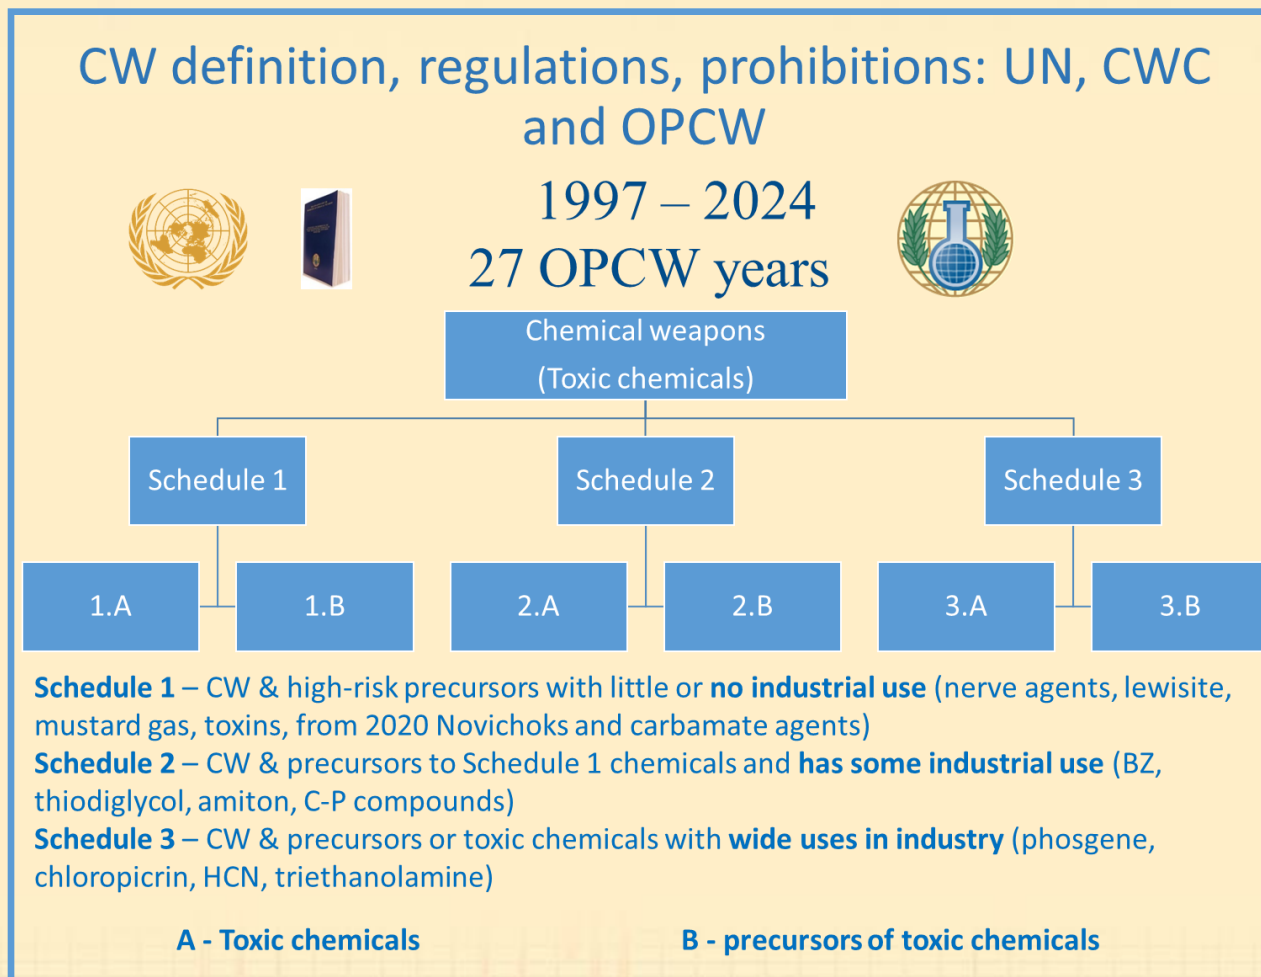 CW definition, regulations, prohibitions: UN, CWC
and OPCW
1997 – 2024
27 OPCW years
Chemical weapons
(Toxic chemicals)
Schedule 1
Schedule 2
Schedule 3
1.A
1.B
2.A
2.B
3.A
3.B
Schedule 1 – CW & high-risk precursors with little or no industrial use (nerve agents, lewisite,
mustard gas, toxins, from 2020 Novichoks and carbamate agents)
Schedule 2 – CW & precursors to Schedule 1 chemicals and has some industrial use (BZ,
thiodiglycol, amiton, C-P compounds)
Schedule 3 – CW & precursors or toxic chemicals with wide uses in industry (phosgene,
chloropicrin, HCN, triethanolamine)
A - Toxic chemicals
B - precursors of toxic chemicals